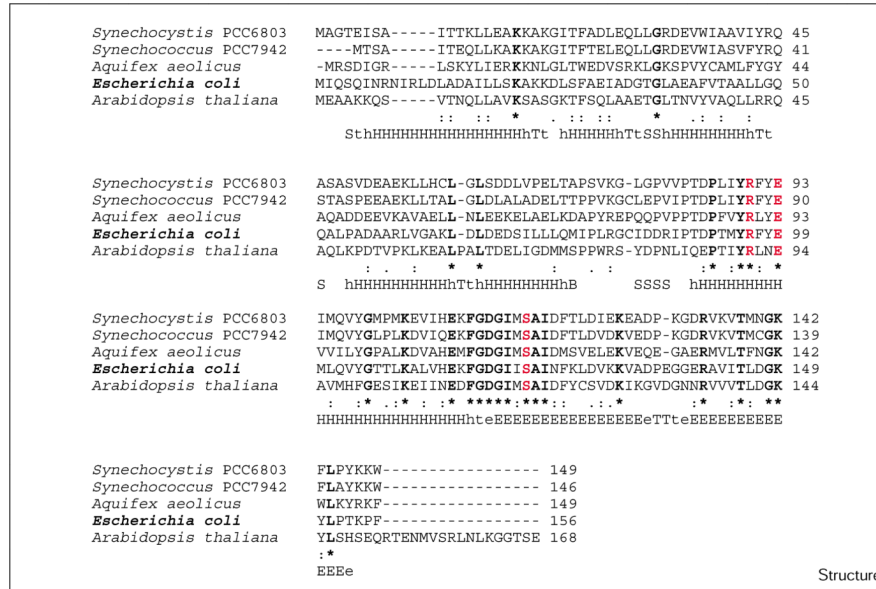 Synechocystis PCC6803 MAGTEISA-----ITTKLLEAKKAKGITFADLEQLLGRDEVWIAAVIYRQ 45
Synechococcus PCC7942 ----MTSA-----ITEQLLKAKKAKGITFTELEQLLGRDEVWIASVFYRQ 41
Aquifex aeolicus -MRSDIGR-----LSKYLIERKKNLGLTWEDVSRKLGKSPVYCAMLFYGY 44
Escherichia coli MIQSQINRNIRLDLADAILLSKAKKDLSFAEIADGTGLAEAFVTAALLGQ 50
Arabidopsis thaliana MEAAKKQS-----VTNQLLAVKSASGKTFSQLAAETGLTNVYVAQLLRRQ 45
:: :: * .: :: * . : :
SthHHHHHHHHHHHHHHHHhTt hHHHHHhTtSShHHHHHHHHhTt
Synechocystis PCC6803 ASASVDEAEKLLHCL-GLSDDLVPELTAPSVKG-LGPVVPTDPLIYRFYE 93
Synechococcus PCC7942 STASPEEAEKLLTAL-GLDLALADELTTPPVKGCLEPVIPTDPLIYRFYE 90
Aquifex aeolicus AQADDEEVKAVAELL-NLNEEKELAELKDAPYREPQQPVPPTDPFVYRLYE 93
Escherichia coli QALPADAARLVGAKL-DLDEDSILLLQMIPLRGCIDDRIPTDPTMYRFYE 99
Arabidopsis thaliana AQLKPDTVPKLKEALPALTDELIGDMMSPPWRS-YDPNLIQEPTIYRLNE 94
: . : * * : . : :* ** *
S hHHHHHHHHHHhTThHHHHHHHHhB SSSS hHHHHHHHHH
Synechocystis PCC6803 IMQVYGMPMKEVIHEKFGDGIMSAIDFTLDIEKEADP-KGDRVKVTMNGK 142
Synechococcus PCC7942 IMQVYGLPLKDVIQEKFGDGIMSAIDFTLDVDKVEDP-KGDRVKVTMCGK 139
Aquifex aeolicus VVILYGPALKDVAHEMFGDGIMSAIDMSVELEKVEQE-GAERMVLTFNGK 142
Escherichia coli MLQVYGTTLKALVHEKFGDGIISAINFKLDVKKVADPEGGERAVITLDGK 149
Arabidopsis thaliana AVMHFGESIKEIINEDFGDGIMSAIDFYCSVDKIKGVDGNNRVVVTLDGK 144
: :* :* : :* *****:*** : .:.* * :*: **
HHHHHHHHHHHHHHHHhteEEEEEEEEEEEEEEEEeTTteEEEEEEEEEE
Synechocystis PCC6803 FLPYKKW----------------- 149
Synechococcus PCC7942 FLAYKKW----------------- 146
Aquifex aeolicus WLKYRKF----------------- 149
Escherichia coli YLPTKPF----------------- 156
Arabidopsis thaliana YLSHSEQRTENMVSRLNLKGGTSE 168
:*
EEEe
Structure